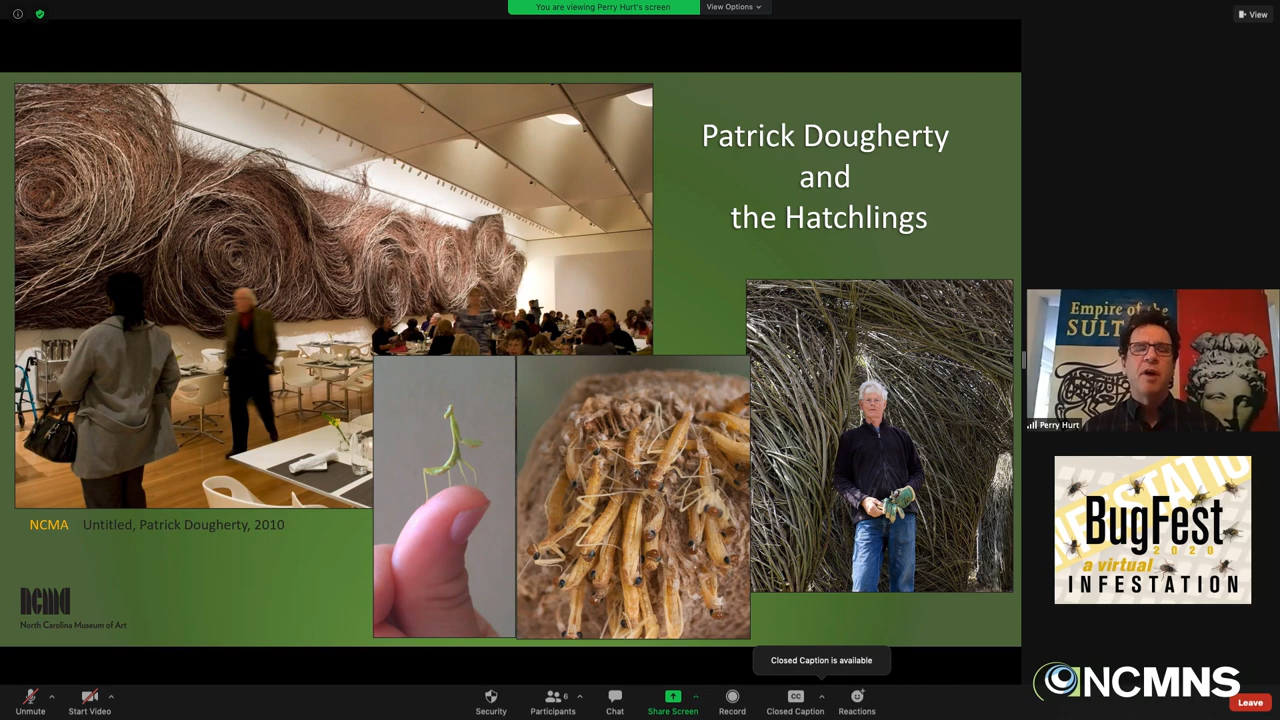 You are viewing Perry Hurt's screen
View Options
View
Patrick Dougherty
and
the Hatchlings
NCMA Untitled, Patrick Dougherty, 2010
ncma
North Carolina Museum of Art
Empire of the
SULT
Perry Hurt
BugFest
2020
a virtual
INFESTATION
NCMNS
Closed Caption is available
Unmute
Start Video
Security
6
Participants
Chat
Share Screen
Record
CC
Closed Caption
Reactions
Leave